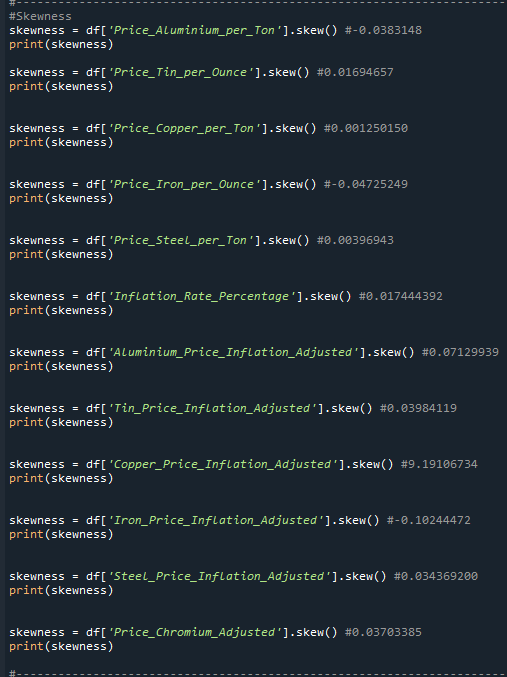 #----------------------------------------------------------------------
#Skewness
skewness = df['Price_Aluminium_per_Ton'].skew() #-0.0383148
print(skewness)
skewness = df['Price_Tin_per_Ounce'].skew() #0.01694657
print(skewness)
skewness = df['Price_Copper_per_Ton'].skew() #0.001250150
print(skewness)
skewness = df['Price_Iron_per_Ounce'].skew() #-0.04725249
print(skewness)
skewness = df['Price_Steel_per_Ton'].skew() #0.00396943
print(skewness)
skewness = df['Inflation_Rate_Percentage'].skew() #0.017444392
print(skewness)
skewness = df['Aluminium_Price_Inflation_Adjusted'].skew() #0.07129939
print(skewness)
skewness = df['Tin_Price_Inflation_Adjusted'].skew() #0.03984119
print(skewness)
skewness = df['Copper_Price_Inflation_Adjusted'].skew() #9.19106734
print(skewness)
skewness = df['Iron_Price_Inflation_Adjusted'].skew() #-0.10244472
print(skewness)
skewness = df['Steel_Price_Inflation_Adjusted'].skew() #0.034369200
print(skewness)
skewness = df['Price_Chromium_Adjusted'].skew() #0.03703385
print(skewness)
#----------------------------------------------------------------------